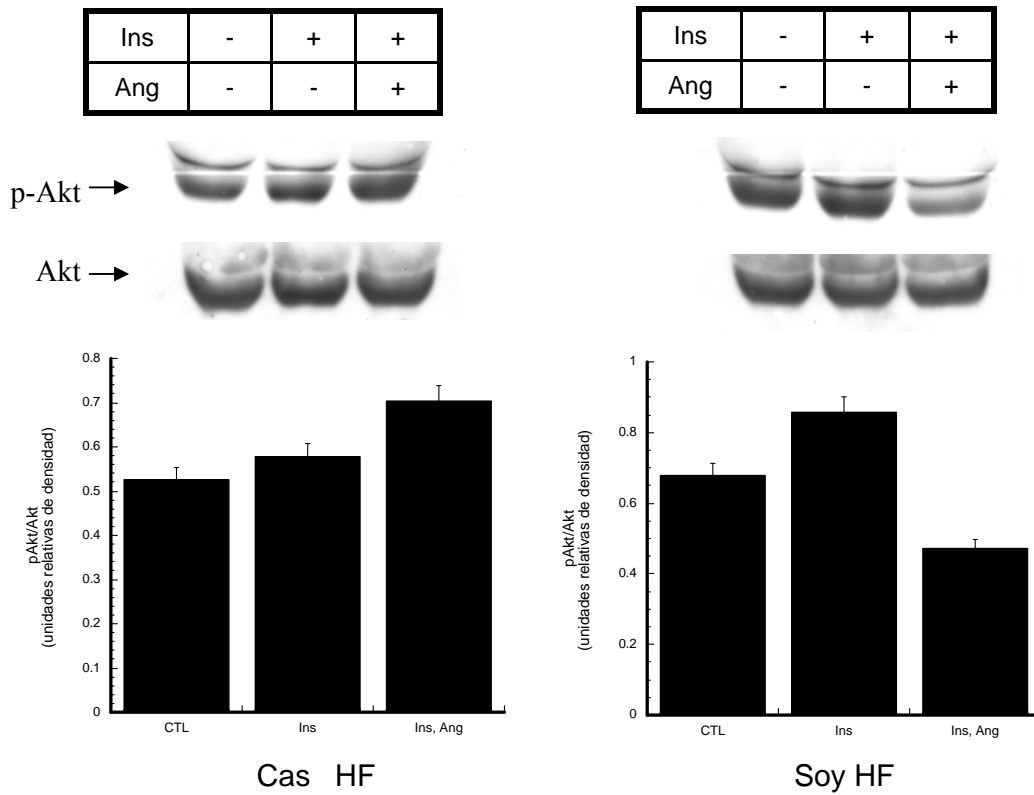 Ins - + +
Ang - - +
Ins - + +
Ang - - +
p-Akt
Akt
0.8
0.7
0.6
0.5
0.4
0.3
0.2
0.1
0
pAkt/Akt
(unidades relativas de densidad)
CTL Ins Ins, Ang
Cas HF
1
0.8
0.6
0.4
0.2
0
pAkt/Akt
(unidades relativas de densidad)
CTL Ins Ins, Ang
Soy HF